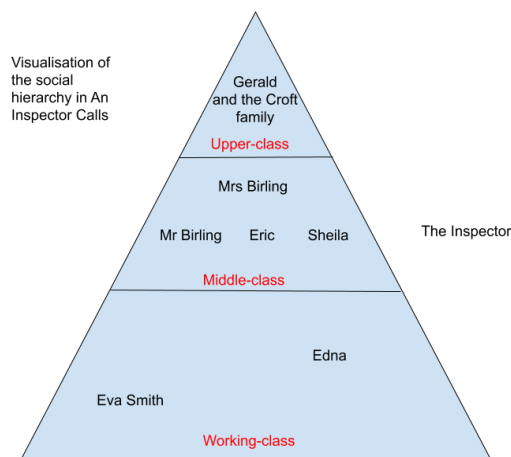 Visualisation of
the social
hierarchy in An
Inspector Calls
Gerald
and the Croft
family
Upper-class
Mrs Birling
Mr Birling Eric Sheila
The Inspector
Middle-class
Edna
Eva Smith
Working-class